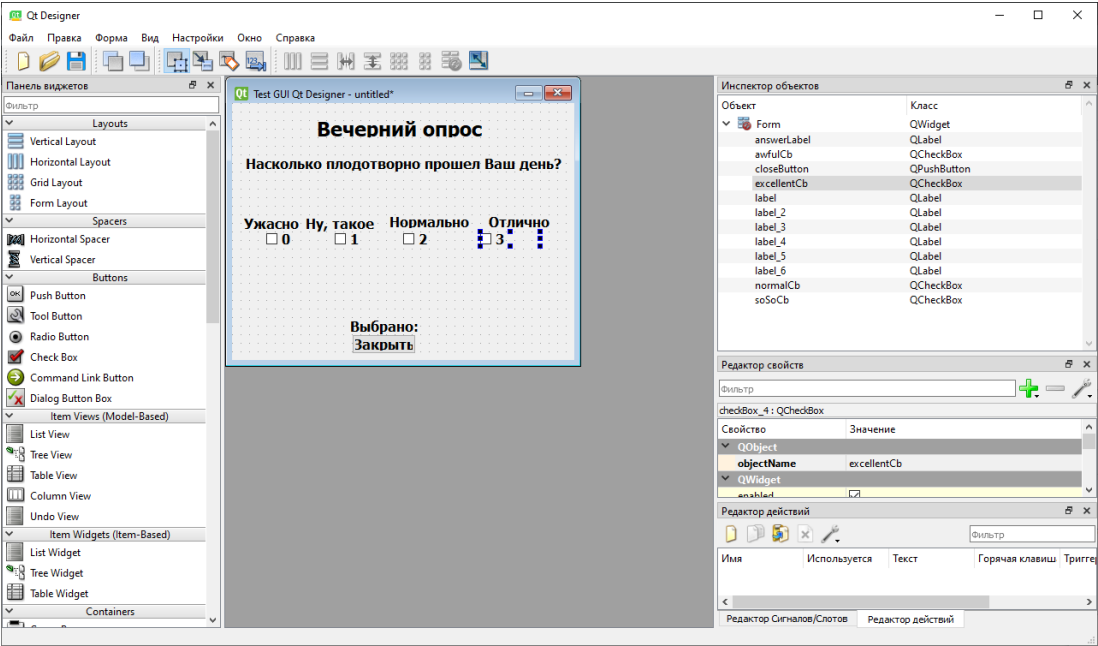 Qt Designer
Файл Правка Форма Вид Настройки Окно Справка
Панель виджетов
Фильтр
Layouts
Vertical Layout
Horizontal Layout
Grid Layout
Form Layout
Spacers
Horizontal Spacer
Vertical Spacer
Buttons
Push Button
Tool Button
Radio Button
Check Box
Command Link Button
Dialog Button Box
Item Views (Model-Based)
List View
Tree View
Table View
Column View
Undo View
Item Widgets (Item-Based)
List Widget
Tree Widget
Table Widget
Containers
Test GUI Qt Designer - untitled*
Вечерний опрос
Насколько плодотворно прошел Ваш день?
Ужасно Ну, такое Нормально Отлично
0 1 2 3
Выбрано:
Закрыть
Инспектор объектов
Объект Класс
Form QWidget
answerLabel QLabel
awfulCb QCheckBox
closeButton QPushButton
excellentCb QCheckBox
label QLabel
label_2 QLabel
label_3 QLabel
label_4 QLabel
label_5 QLabel
label_6 QLabel
normalCb QCheckBox
soSoCb QCheckBox
Редактор свойств
Фильтр
checkBox_4 : QCheckBox
Свойство Значение
QObject
objectName excellentCb
QWidget
enabled
Редактор действий
Фильтр
Имя Используется Текст Горячая клавиш Тригге
Редактор Сигналов/Слотов Редактор действий